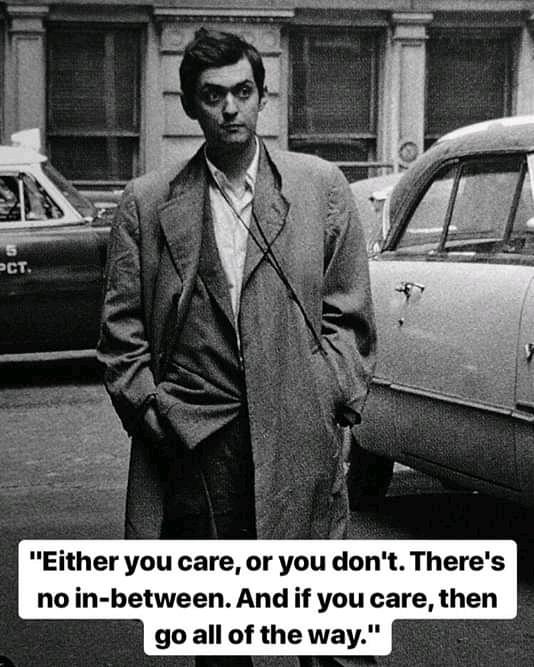 5
PCT.
"Either you care, or you don't. There's
no in-between. And if you care, then
go all of the way."